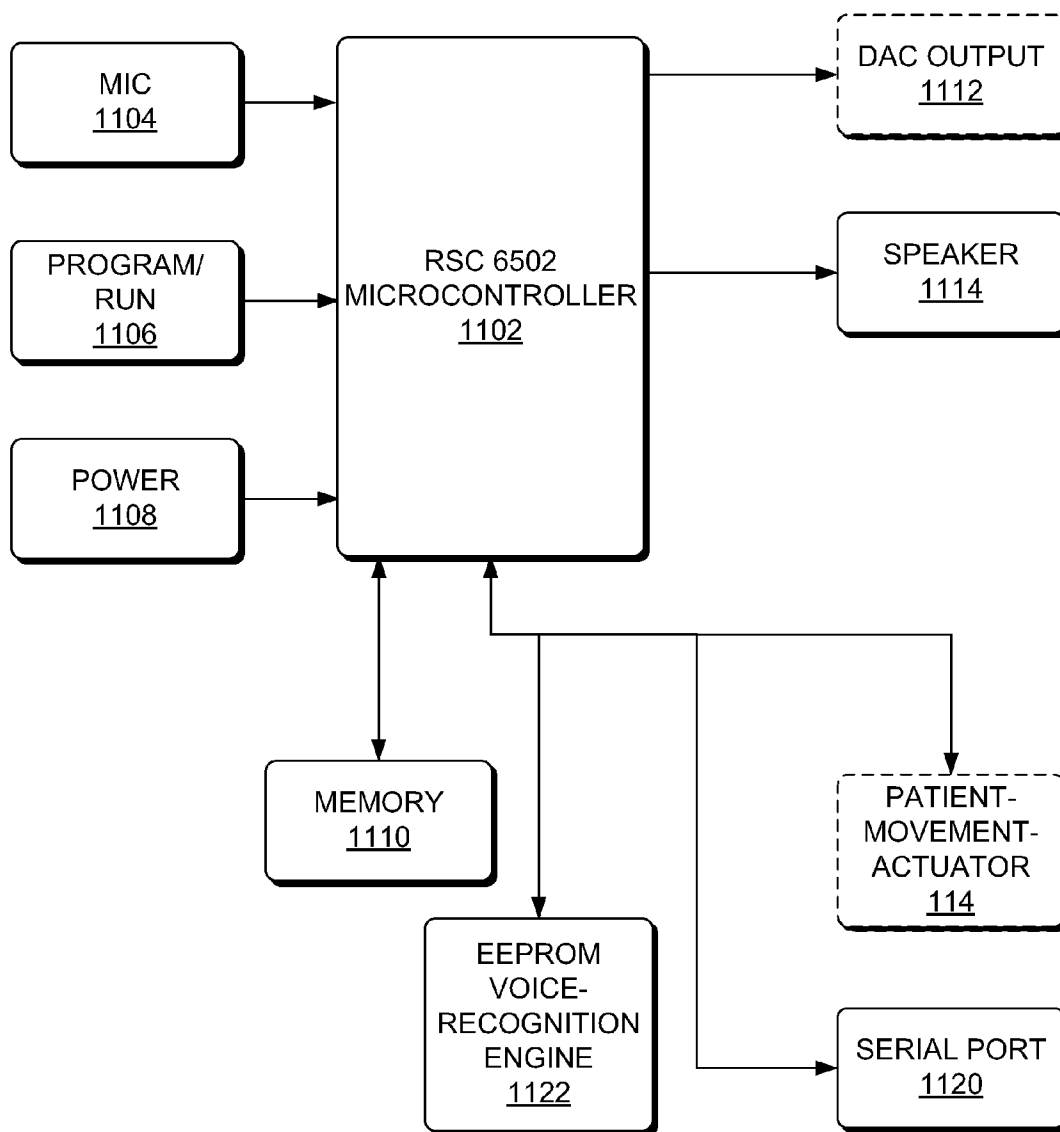 MIC
1104
PROGRAM/
RUN
1106
POWER
1108
RSC 6502
MICROCONTROLLER
1102
DAC OUTPUT
1112
SPEAKER
1114
MEMORY
1110
EEPROM
VOICE-
RECOGNITION
ENGINE
1122
PATIENT-
MOVEMENT-
ACTUATOR
114
SERIAL PORT
1120